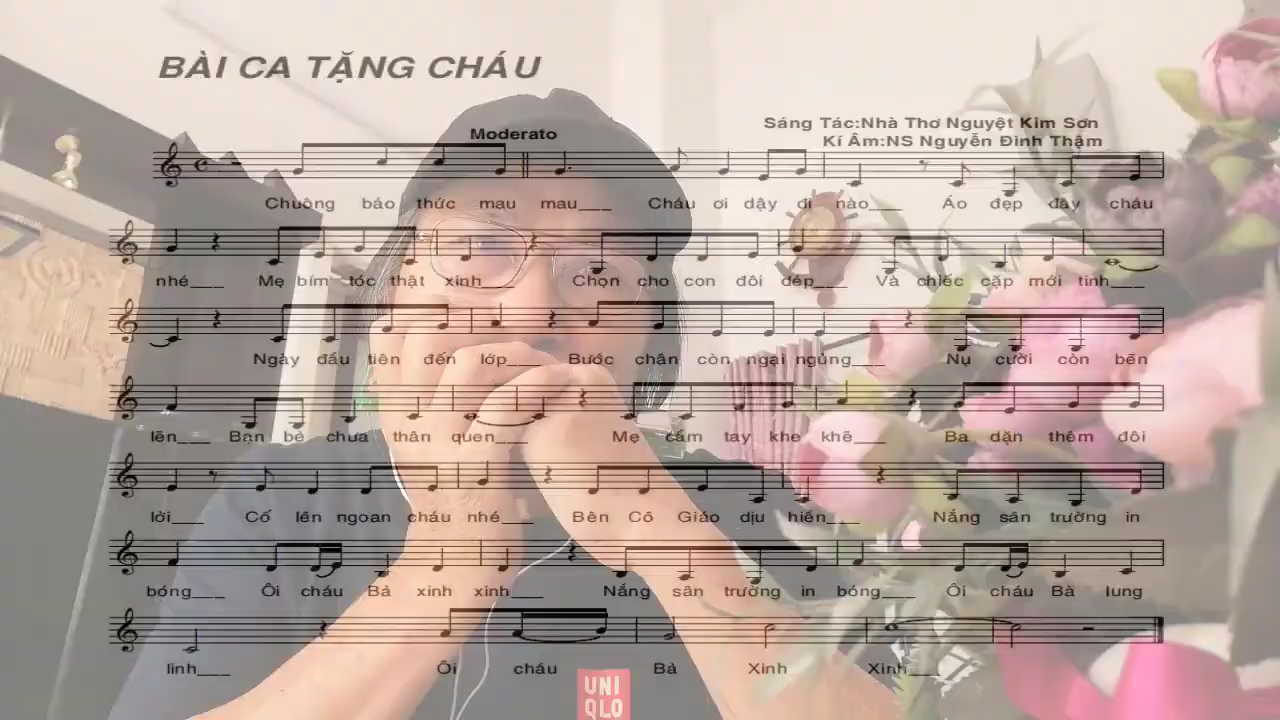 BÀI CA TẶNG CHÁU
Moderato
Sáng Tác:Nhà Thơ Nguyệt Kim Sơn
Kí Âm:NS Nguyễn Đình Thậm
Chuông báo thức mau mau___ Cháu ơi dậy đi nào___ Áo đẹp đây cháu
nhé___ Mẹ bím tóc thật xinh___ Chọn cho con đôi dép___ Và chiếc cặp mới tinh___
Ngày đầu tiên đến lớp___ Bước chân còn ngại ngùng___ Nụ cười còn bẽn
lẽn___ Bạn bè chưa thân quen___ Mẹ cầm tay khe khẽ___ Ba dặn thêm đôi
lời___ Cố lên ngoan cháu nhé___ Bên Cô Giáo dịu hiền___ Nắng sân trường in
bóng___ Ôi cháu Bà xinh xinh___ Nắng sân trường in bóng___ Ôi cháu Bà lung
linh___ Ôi cháu Bà Xinh Xinh___
UNI
QLO